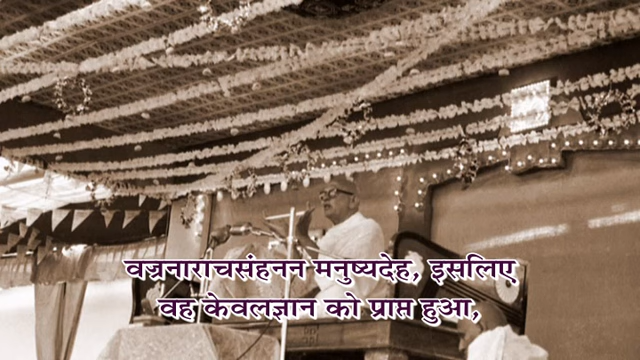 वज्रनाराचसंहनन मनुष्यदेह, इसलिए
वह केवलज्ञान को प्राप्त हुआ,